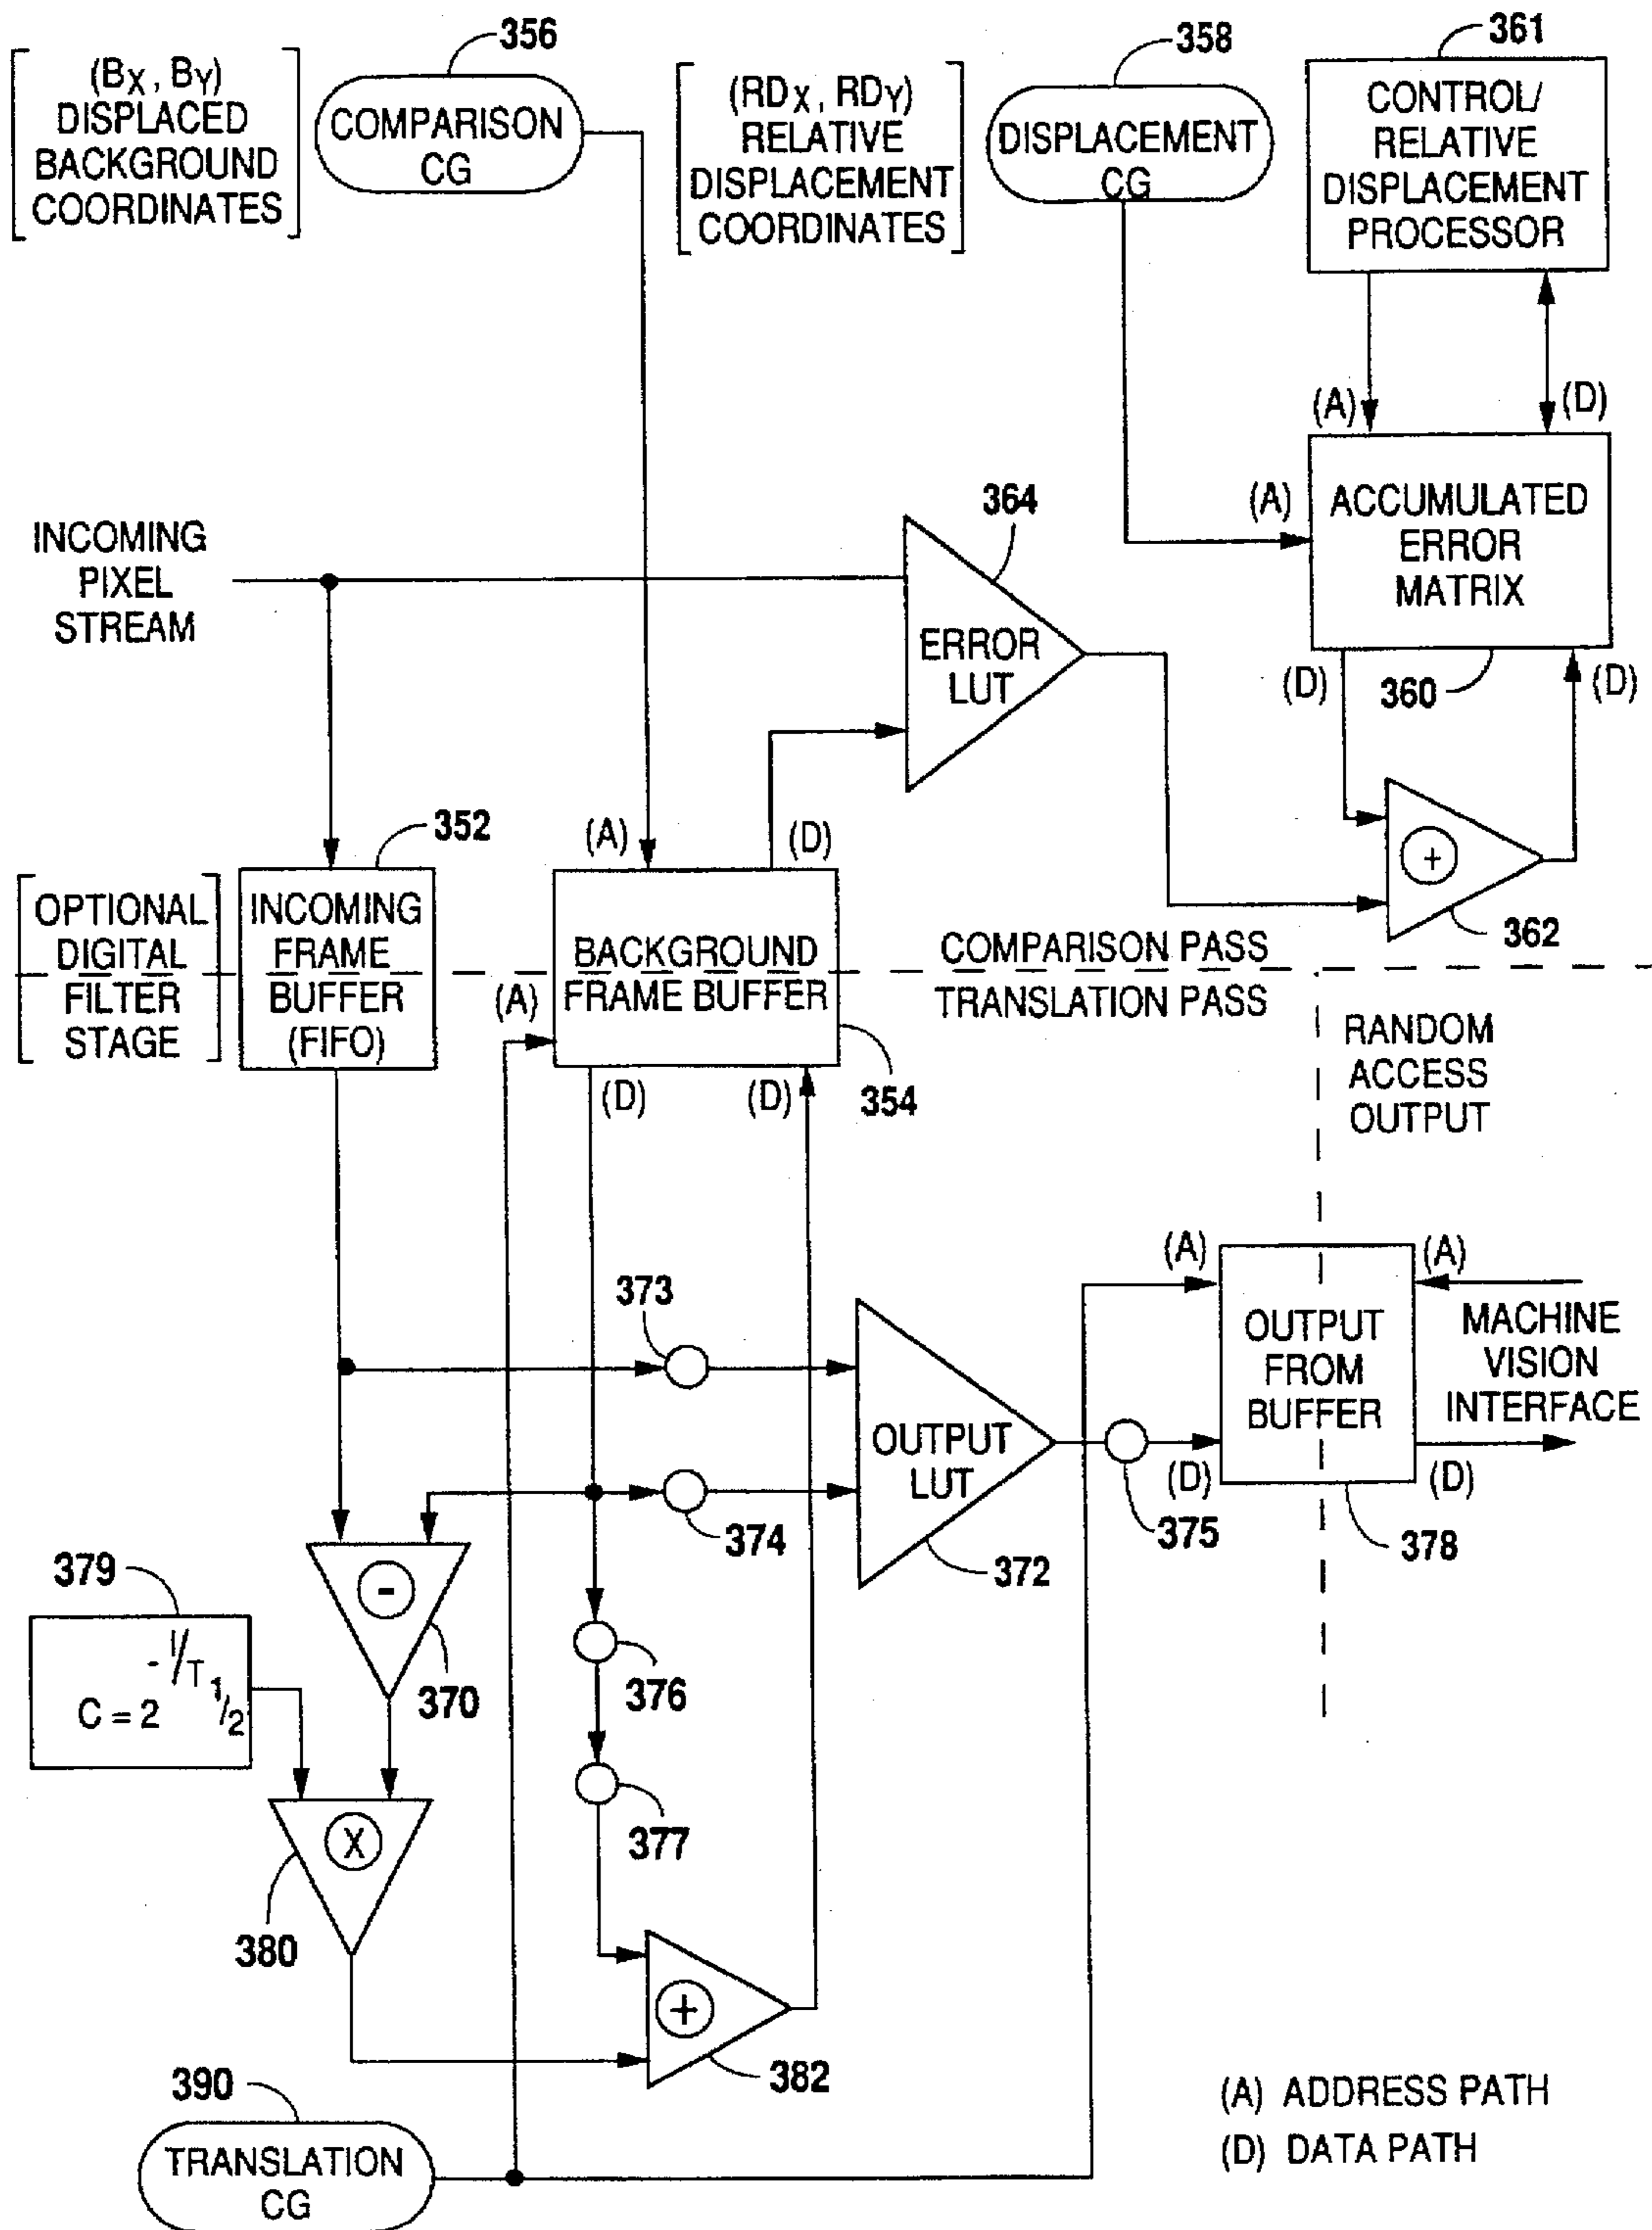 356
(BX, BY)
DISPLACED
BACKGROUND
COORDINATES
COMPARISON
CG
(RDX, RDY)
RELATIVE
DISPLACEMENT
COORDINATES
358
DISPLACEMENT
CG
361
CONTROL/
RELATIVE
DISPLACEMENT
PROCESSOR
(A)
(D)
INCOMING
PIXEL
STREAM
364
ERROR
LUT
(A)
ACCUMULATED
ERROR
MATRIX
(D)
360
(D)
352
(A)
(D)
+
362
OPTIONAL
DIGITAL
FILTER
STAGE
INCOMING
FRAME
BUFFER
(FIFO)
BACKGROUND
FRAME BUFFER
COMPARISON PASS
TRANSLATION PASS
(A)
(D)
(D)
354
RANDOM
ACCESS
OUTPUT
373
374
OUTPUT
LUT
372
375
(A)
(D)
OUTPUT
FROM
BUFFER
(A)
MACHINE
VISION
INTERFACE
(D)
378
379
C = 2 - 1/T 1/2
-
370
376
377
X
380
+
382
390
TRANSLATION
CG
(A) ADDRESS PATH
(D) DATA PATH